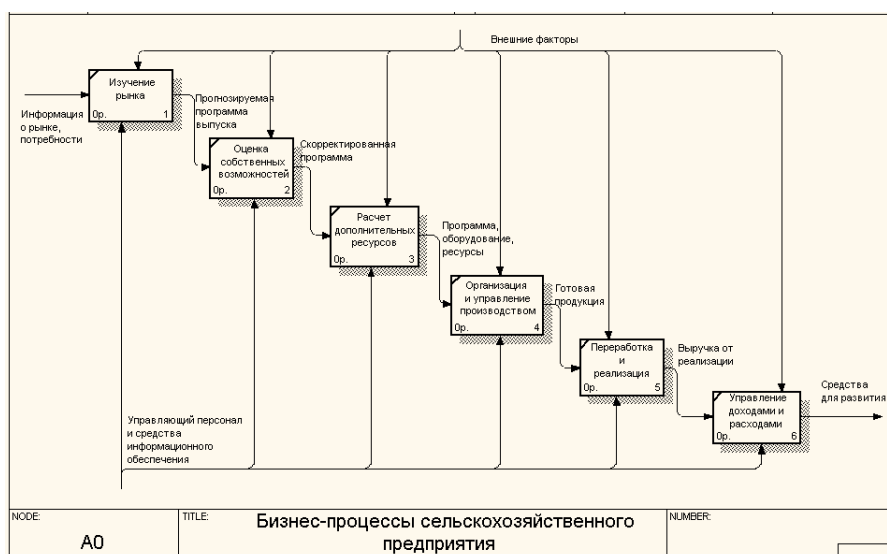 Внешние факторы
Информация
о рынке,
потребности
Изучение
рынка
0р. 1
Прогнозируемая
программа
выпуска
Оценка
собственных
возможностей
0р. 2
Скорректированная
программа
Расчет
дополнительных
ресурсов
0р. 3
Программа,
оборудование,
ресурсы
Организация
и управление
производством
0р. 4
Готовая
продукция
Переработка
и
реализация
0р. 5
Выручка от
реализации
Управление
доходами и
расходами
0р. 6
Средства
для развития
Управляющий персонал
и средства
информационного
обеспечения
NODE:
A0
TITLE:
Бизнес-процессы сельскохозяйственного
предприятия
NUMBER: